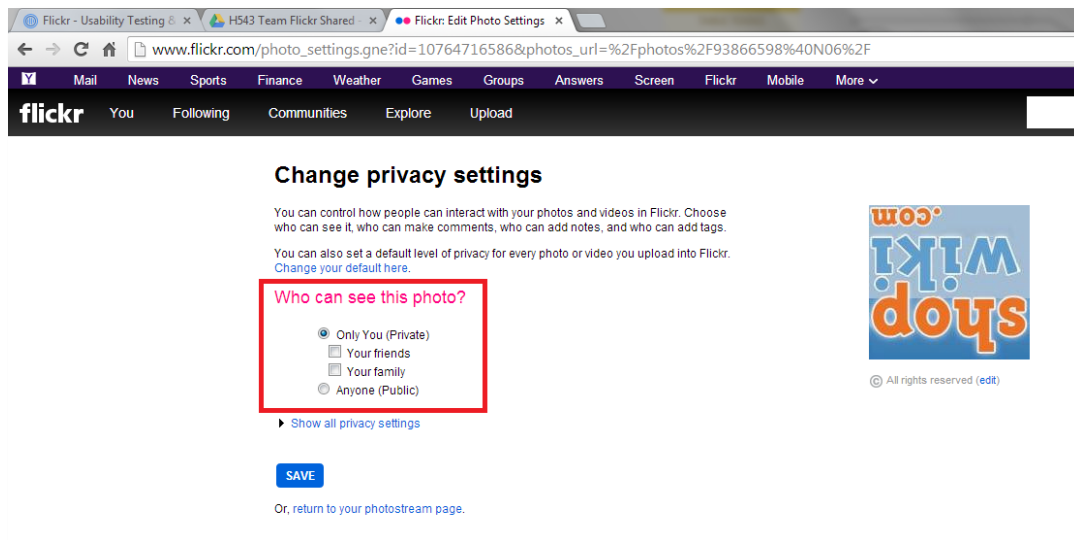 Flickr - Usability Testing &
H543 Team Flickr Shared -
Flickr: Edit Photo Settings
www.flickr.com/photo_settings.gne?id=10764716586&photos_url=%2Fphotos%2F93866598%40N06%2F
Y! Mail News Sports Finance Weather Games Groups Answers Screen Flickr Mobile More
flickr You Following Communities Explore Upload
Change privacy settings
You can control how people can interact with your photos and videos in Flickr. Choose
who can see it, who can make comments, who can add notes, and who can add tags.
You can also set a default level of privacy for every photo or video you upload into Flickr.
Change your default here.
Who can see this photo?
Only You (Private)
Your friends
Your family
Anyone (Public)
Show all privacy settings
SAVE
Or, return to your photostream page.
shop
wiki
.com
© All rights reserved (edit)